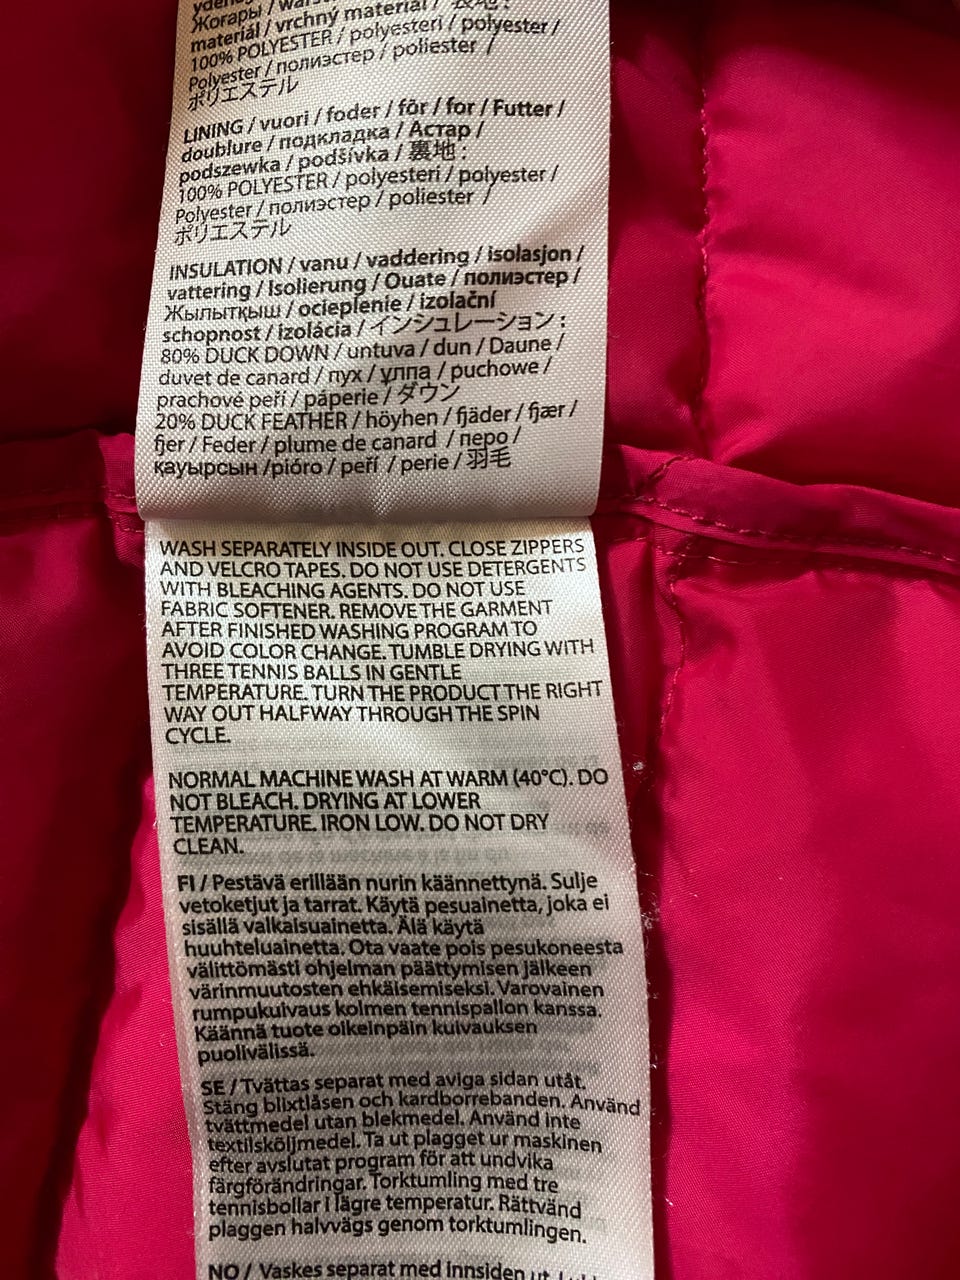 Жоғары /
materiál / vrchný materiál / 表地 :
100% POLYESTER / polyesteri / polyester /
Polyester / полиэстер / poliester /
ポリエステル
LINING / vuori / foder / fôr / for / Futter /
doublure / подкладка / Астар /
podszewka / podšívka / 裏地 :
100% POLYESTER / polyesteri / polyester /
Polyester / полиэстер / poliester /
ポリエステル
INSULATION / vanu / vaddering / isolasjon /
vattering / Isolierung / Ouate / полиэстер /
Жылытқыш / ocieplenie / izolační
schopnost / izolácia / インシュレーション :
80% DUCK DOWN / untuva / dun / Daune /
duvet de canard / пух / ұлпа / puchowe /
prachové peří / páperie / ダウン
20% DUCK FEATHER / höyhen / fjäder / fjær /
fjer / Feder / plume de canard / перо /
қауырсын /pióro / peří / perie / 羽毛
WASH SEPARATELY INSIDE OUT. CLOSE ZIPPERS
AND VELCRO TAPES. DO NOT USE DETERGENTS
WITH BLEACHING AGENTS. DO NOT USE
FABRIC SOFTENER. REMOVE THE GARMENT
AFTER FINISHED WASHING PROGRAM TO
AVOID COLOR CHANGE. TUMBLE DRYING WITH
THREE TENNIS BALLS IN GENTLE
TEMPERATURE. TURN THE PRODUCT THE RIGHT
WAY OUT HALFWAY THROUGH THE SPIN
CYCLE.
NORMAL MACHINE WASH AT WARM (40°C). DO
NOT BLEACH. DRYING AT LOWER
TEMPERATURE. IRON LOW. DO NOT DRY
CLEAN.
FI / Pestävä erillään nurin käännettynä. Sulje
vetoketjut ja tarrat. Käytä pesuainetta, joka ei
sisällä valkaisuainetta. Älä käytä
huuhteluainetta. Ota vaate pois pesukoneesta
välittömästi ohjelman päättymisen jälkeen
värinmuutosten ehkäisemiseksi. Varovainen
rumpukuivaus kolmen tennispallon kanssa.
Käännä tuote oikeinpäin kuivauksen
puolivälissä.
SE / Tvättas separat med aviga sidan utåt.
Stäng blixtlåsen och kardborrebanden. Använd
tvättmedel utan blekmedel. Använd inte
textilsköljmedel. Ta ut plagget ur maskinen
efter avslutat program för att undvika
färgförändringar. Torktumling med tre
tennisbollar i lägre temperatur. Rättvänd
plaggen halvvägs genom torktumlingen.
NO / Vaskes separat med innsiden ut.